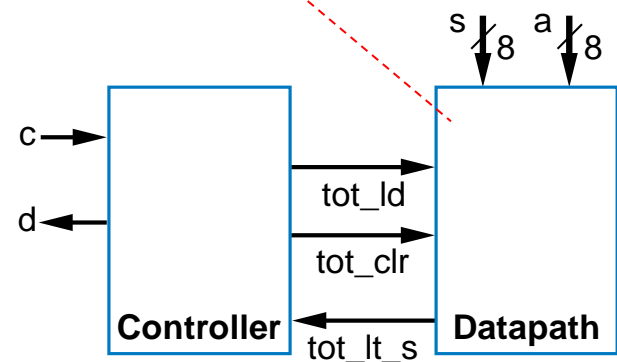 s
a
8
8
c
tot_ld
d
tot_clr
Controller
Datapath
tot_lt_s